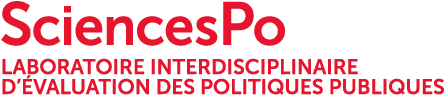 SciencesPo
LABORATOIRE INTERDISCIPLINAIRE
D'ÉVALUATION DES POLITIQUES PUBLIQUES